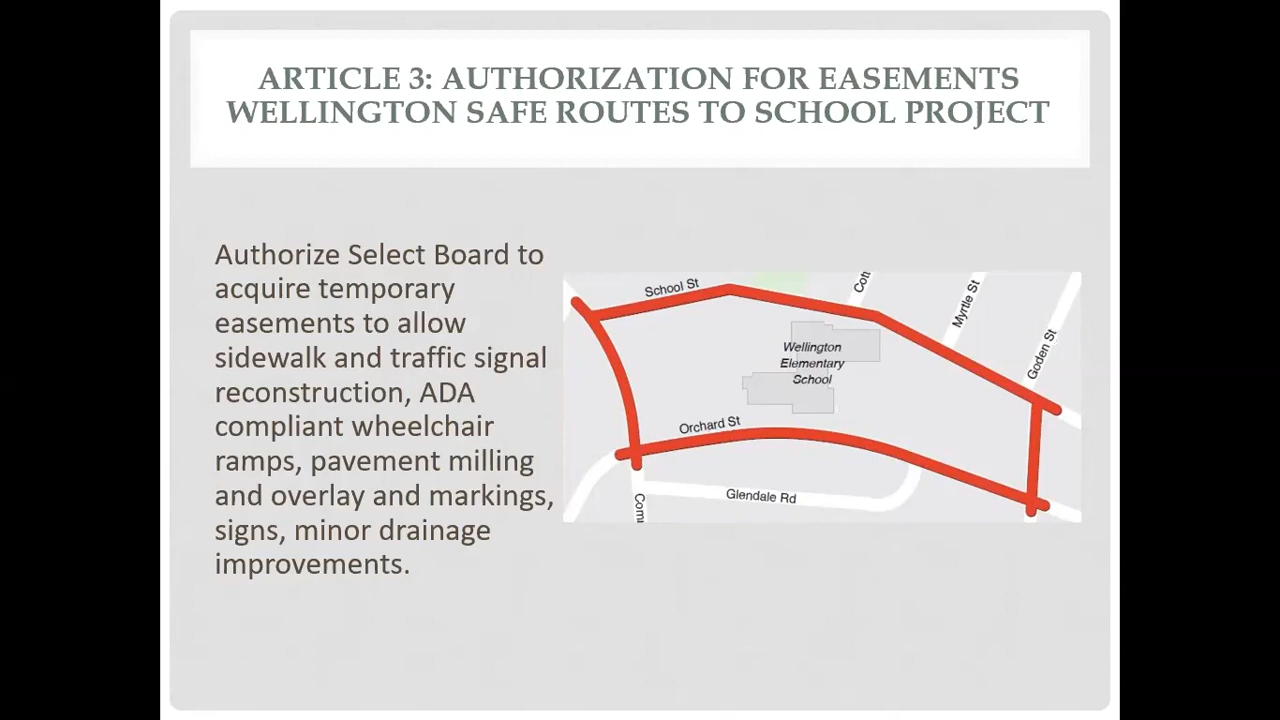 ARTICLE 3: AUTHORIZATION FOR EASEMENTS
WELLINGTON SAFE ROUTES TO SCHOOL PROJECT
Authorize Select Board to
acquire temporary
easements to allow
sidewalk and traffic signal
reconstruction, ADA
compliant wheelchair
ramps, pavement milling
and overlay and markings,
signs, minor drainage
improvements.
School St
Cott
Myrtle St
Goden St
Wellington
Elementary
School
Orchard St
Glendale Rd